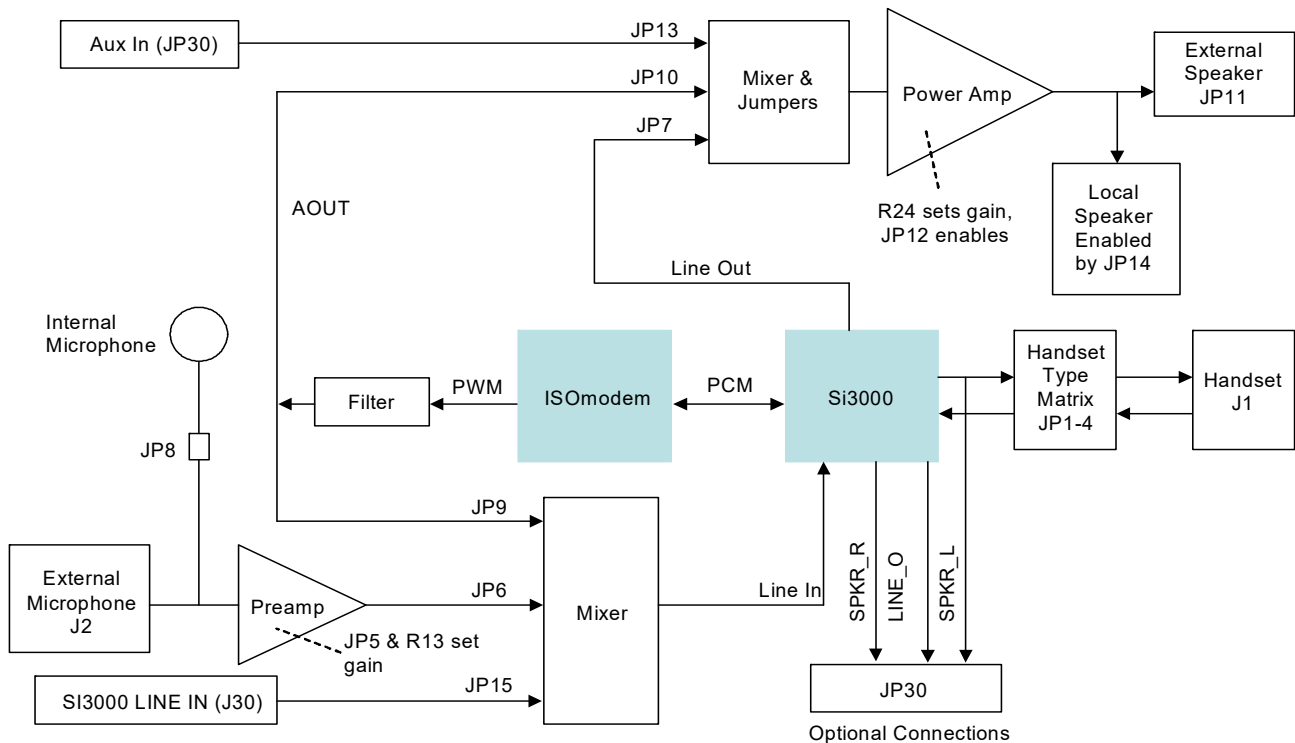 Aux In (JP30)
JP13
JP10
JP7
Mixer &
Jumpers
Power Amp
External
Speaker
JP11
R24 sets gain,
JP12 enables
Local
Speaker
Enabled
by JP14
AOUT
Line Out
Internal
Microphone
JP8
Filter
PWM
ISOmodem
PCM
Si3000
Handset
Type
Matrix
JP1-4
Handset
J1
External
Microphone
J2
Preamp
JP5 & R13 set
gain
JP9
JP6
JP15
Mixer
Line In
SPKR_R
LINE_O
SPKR_L
SI3000 LINE IN (J30)
JP30
Optional Connections